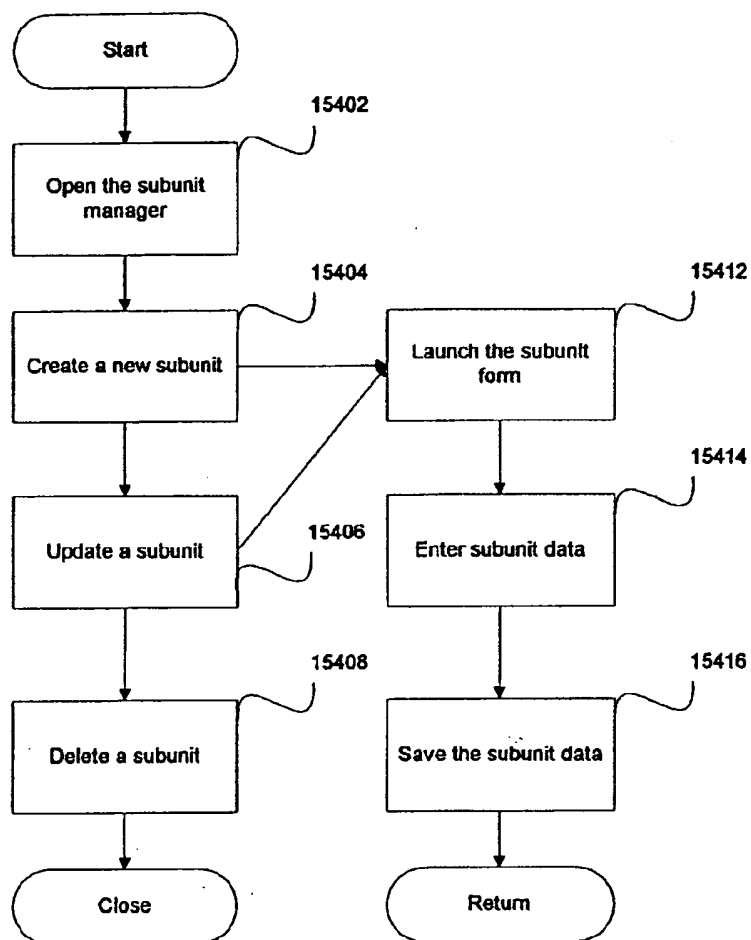 Start
15402
Open the subunit
manager
15404
Create a new subunit
15406
Update a subunit
15408
Delete a subunit
Close
15412
Launch the subunit
form
15414
Enter subunit data
15416
Save the subunit data
Return